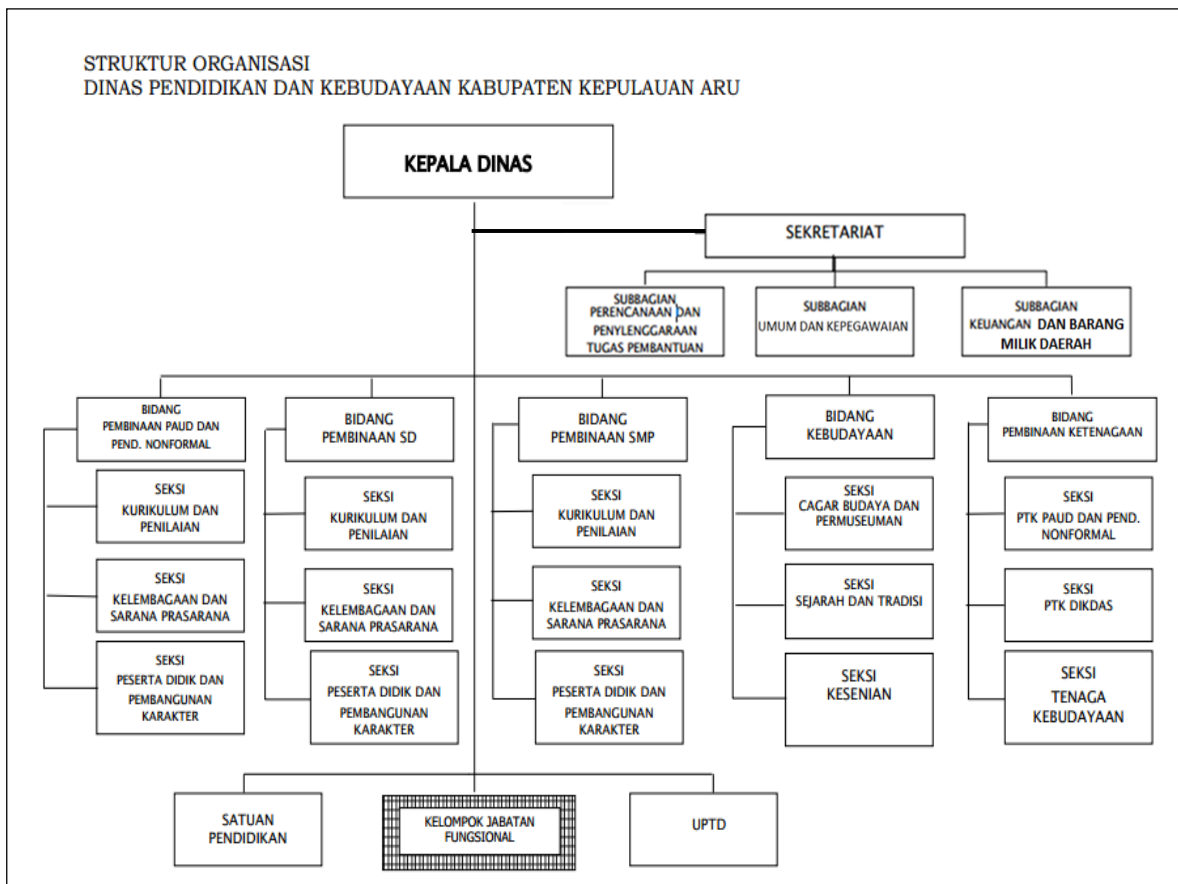 STRUKTUR ORGANISASI
DINAS PENDIDIKAN DAN KEBUDAYAAN KABUPATEN KEPULAUAN ARU
KEPALA DINAS
SEKRETARIAT
SUBBAGIAN
PERENCANAAN DAN
PENYLENGGARAAN
TUGAS PEMBANTUAN
SUBBAGIAN
UMUM DAN KEPEGAWAIAN
SUBBAGIAN
KEUANGAN DAN BARANG
MILIK DAERAH
BIDANG
PEMBINAAN PAUD DAN
PEND. NONFORMAL
SEKSI
KURIKULUM DAN
PENILAIAN
SEKSI
KELEMBAGAAN DAN
SARANA PRASARANA
SEKSI
PESERTA DIDIK DAN
PEMBANGUNAN
KARAKTER
BIDANG
PEMBINAAN SD
SEKSI
KURIKULUM DAN
PENILAIAN
SEKSI
KELEMBAGAAN DAN
SARANA PRASARANA
SEKSI
PESERTA DIDIK DAN
PEMBANGUNAN
KARAKTER
BIDANG
PEMBINAAN SMP
SEKSI
KURIKULUM DAN
PENILAIAN
SEKSI
KELEMBAGAAN DAN
SARANA PRASARANA
SEKSI
PESERTA DIDIK DAN
PEMBANGUNAN
KARAKTER
BIDANG
KEBUDAYAAN
SEKSI
CAGAR BUDAYA DAN
PERMUSEUMAN
SEKSI
SEJARAH DAN TRADISI
SEKSI
KESENIAN
BIDANG
PEMBINAAN KETENAGAAN
SEKSI
PTK PAUD DAN PEND.
NONFORMAL
SEKSI
PTK DIKDAS
SEKSI
TENAGA
KEBUDAYAAN
SATUAN
PENDIDIKAN
KELOMPOK JABATAN
FUNGSIONAL
UPTD